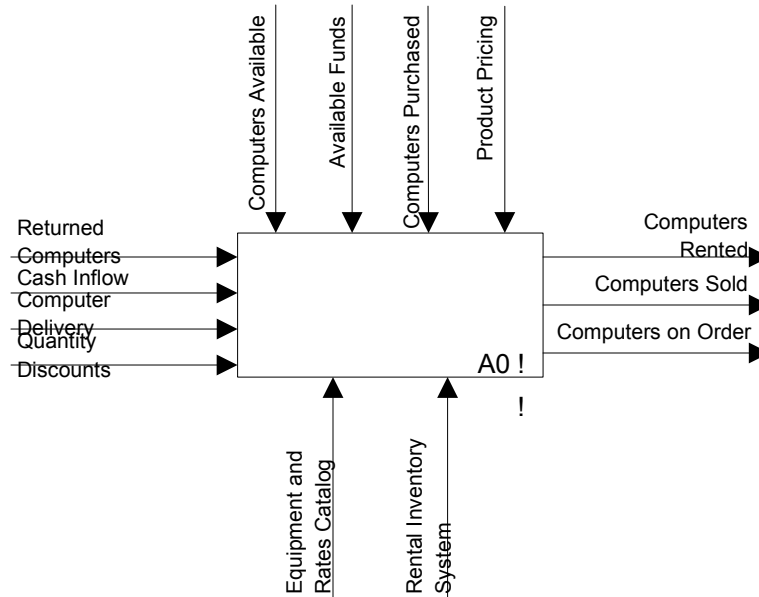 Computers Available
Available Funds
Computers Purchased
Product Pricing
Returned
Computers
Cash Inflow
Computer
Delivery
Quantity
Discounts
Computers
Rented
Computers Sold
Computers on Order
A0 !
!
Equipment and
Rates Catalog
Rental Inventory
System